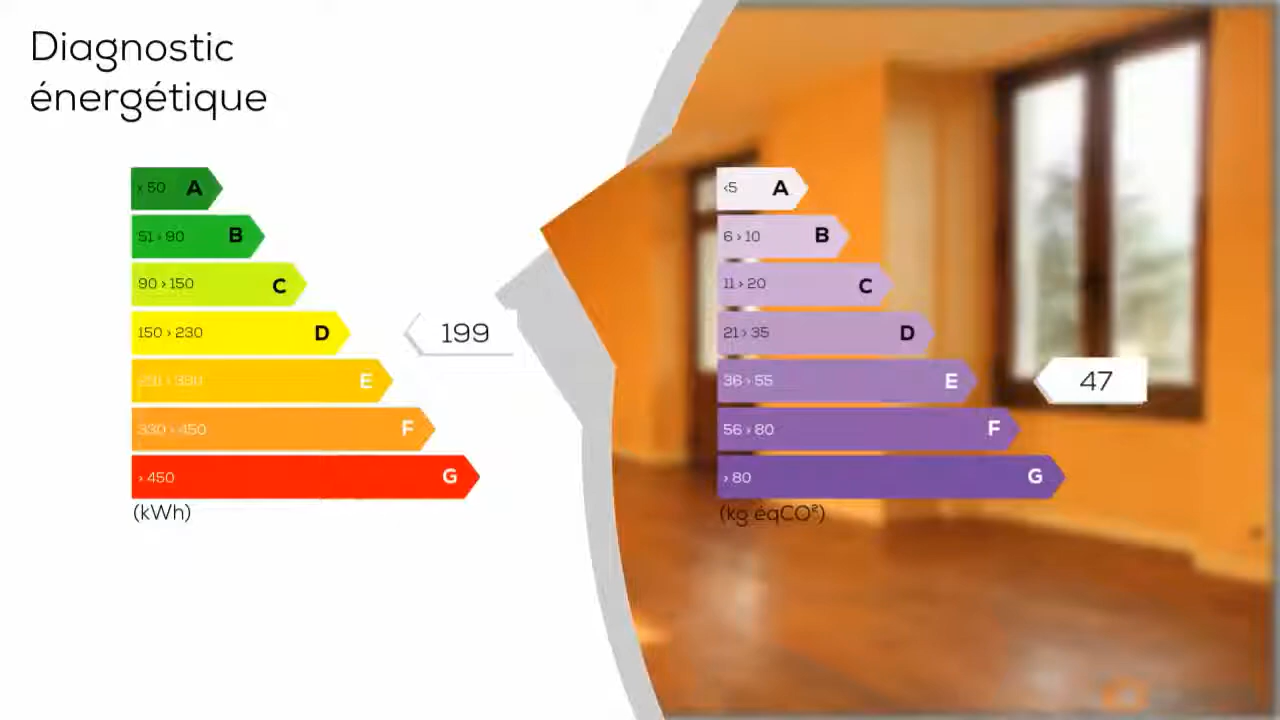 Diagnostic
énergétique
A
51 › 90 B
90 › 150 C
150 › 230 D
199
E
330 › 450 F
› 450 G
(kWh)
‹5 A
6 › 10 B
11 › 20 C
21 › 35 D
36 › 55 E
47
56 › 80 F
› 80 G
(kg éqCO²)